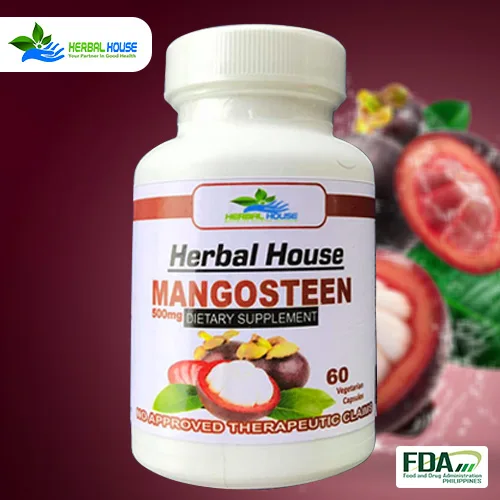 HERBAL HOUSE
Your Partner in Good Health
HERBAL HOUSE
Herbal House
MANGOSTEEN
500mg DIETARY SUPPLEMENT
60
Vegetarian
Capsules
NO APPROVED THERAPEUTIC CLAIMS
FDA
Food and Drug Administration
PHILIPPINES